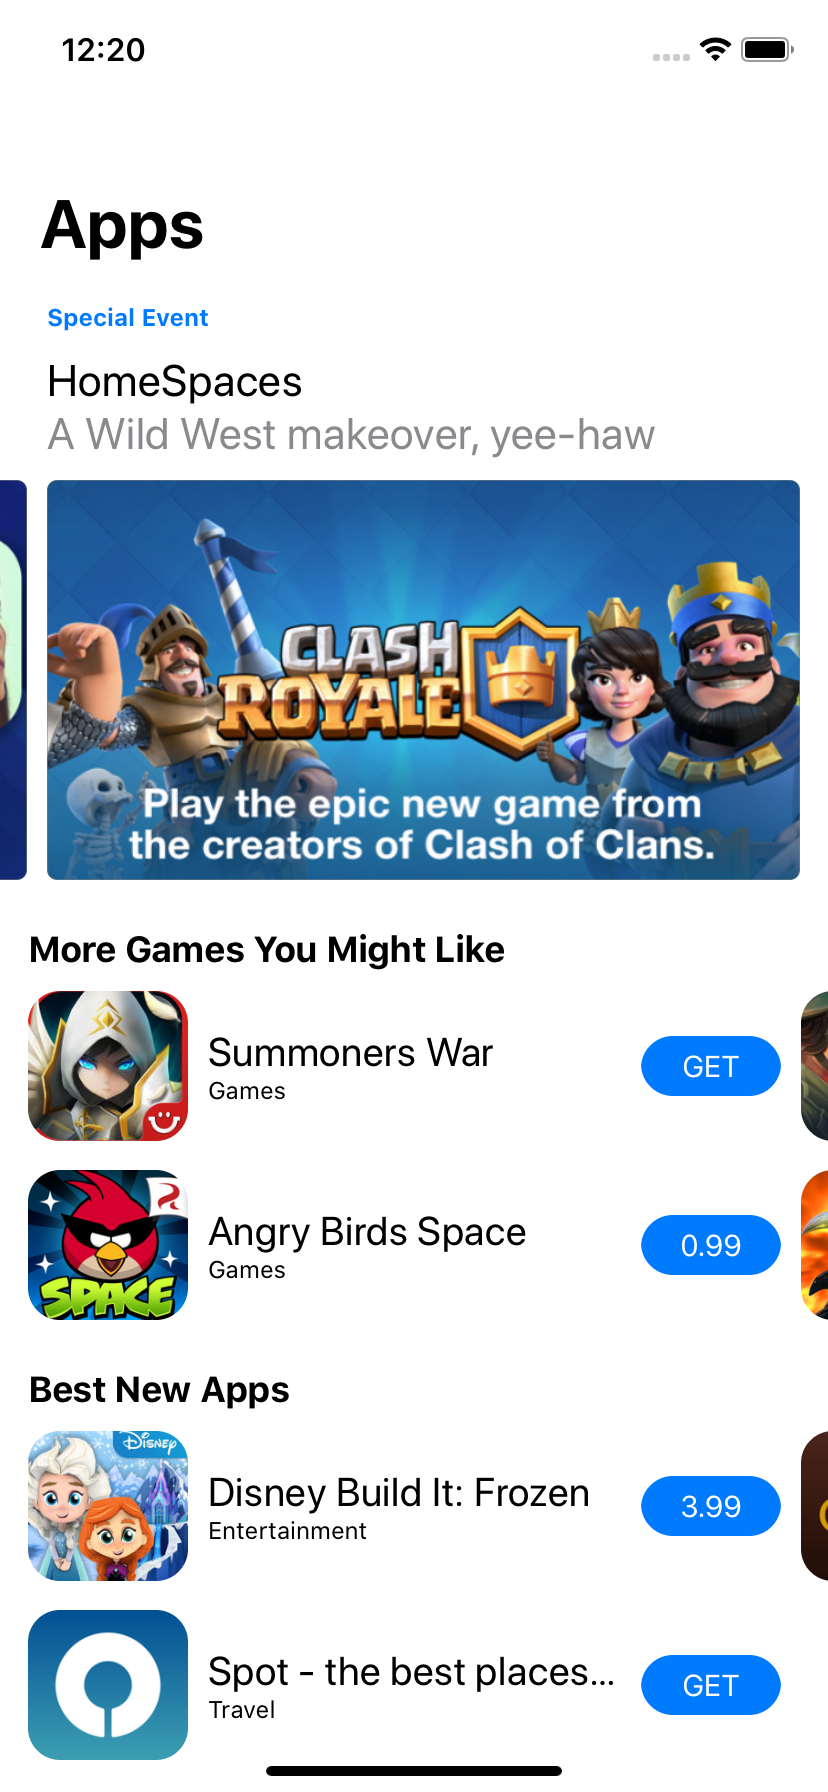 12:20
Apps
Special Event
HomeSpaces
A Wild West makeover, yee-haw
CLASH
ROYALE
Play the epic new game from
the creators of Clash of Clans.
More Games You Might Like
Summoners War
Games
GET
SPACE
Angry Birds Space
Games
0.99
Best New Apps
Disney
Disney Build It: Frozen
Entertainment
3.99
Spot - the best places...
Travel
GET